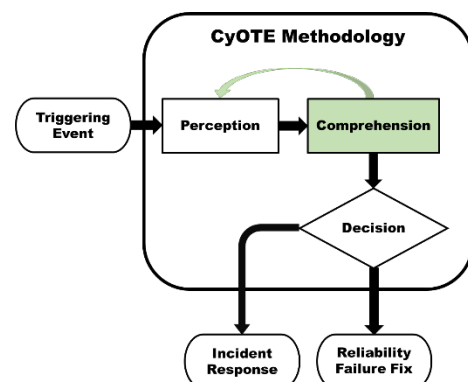 CyOTE Methodology
Triggering
Event
Perception
Comprehension
Decision
Incident
Response
Reliability
Failure Fix